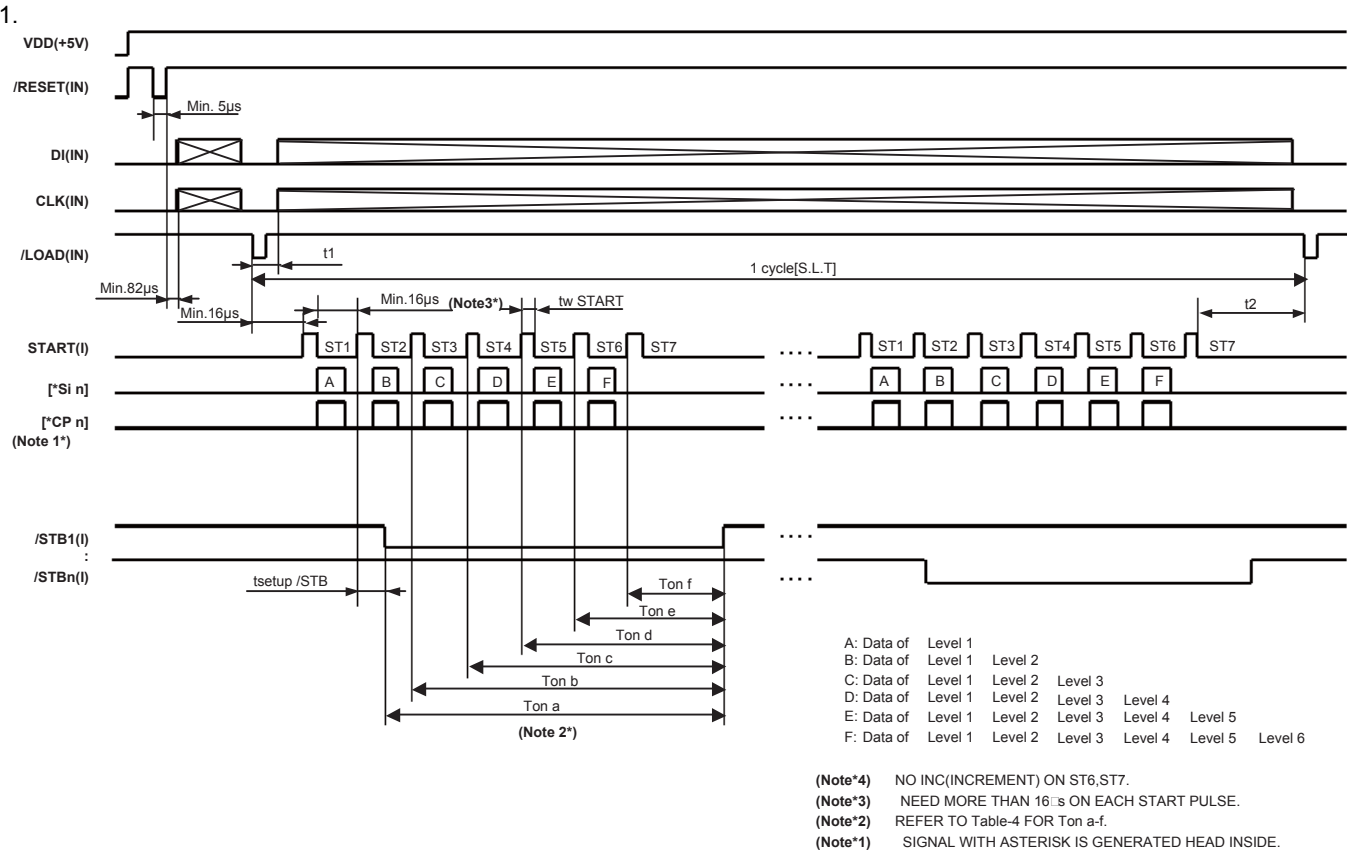 1.
VDD(+5V)
/RESET(IN)
Min. 5µs
DI(IN)
CLK(IN)
/LOAD(IN)
t1
1 cycle[S.L.T]
Min.82µs
Min.16µs
Min.16µs
(Note3*)
tw START
t2
START(I)
ST1 ST2 ST3 ST4 ST5 ST6 ST7 .... ST1 ST2 ST3 ST4 ST5 ST6 ST7
[*Si n]
A B C D E F .... A B C D E F
[*CP n]
....
(Note 1*)
/STB1(I)
....
:
/STBn(I)
....
tsetup /STB
Ton f
Ton e
Ton d
Ton c
Ton b
Ton a
(Note 2*)
A: Data of Level 1
B: Data of Level 1 Level 2
C: Data of Level 1 Level 2 Level 3
D: Data of Level 1 Level 2 Level 3 Level 4
E: Data of Level 1 Level 2 Level 3 Level 4 Level 5
F: Data of Level 1 Level 2 Level 3 Level 4 Level 5 Level 6
(Note*4) NO INC(INCREMENT) ON ST6,ST7.
(Note*3) NEED MORE THAN 16□s ON EACH START PULSE.
(Note*2) REFER TO Table-4 FOR Ton a-f.
(Note*1) SIGNAL WITH ASTERISK IS GENERATED HEAD INSIDE.